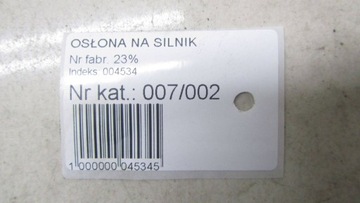 OSŁONA NA SILNIK
Nr fabr. 23%
Indeks: 004534
Nr kat.: 007/002
1 000000 045345